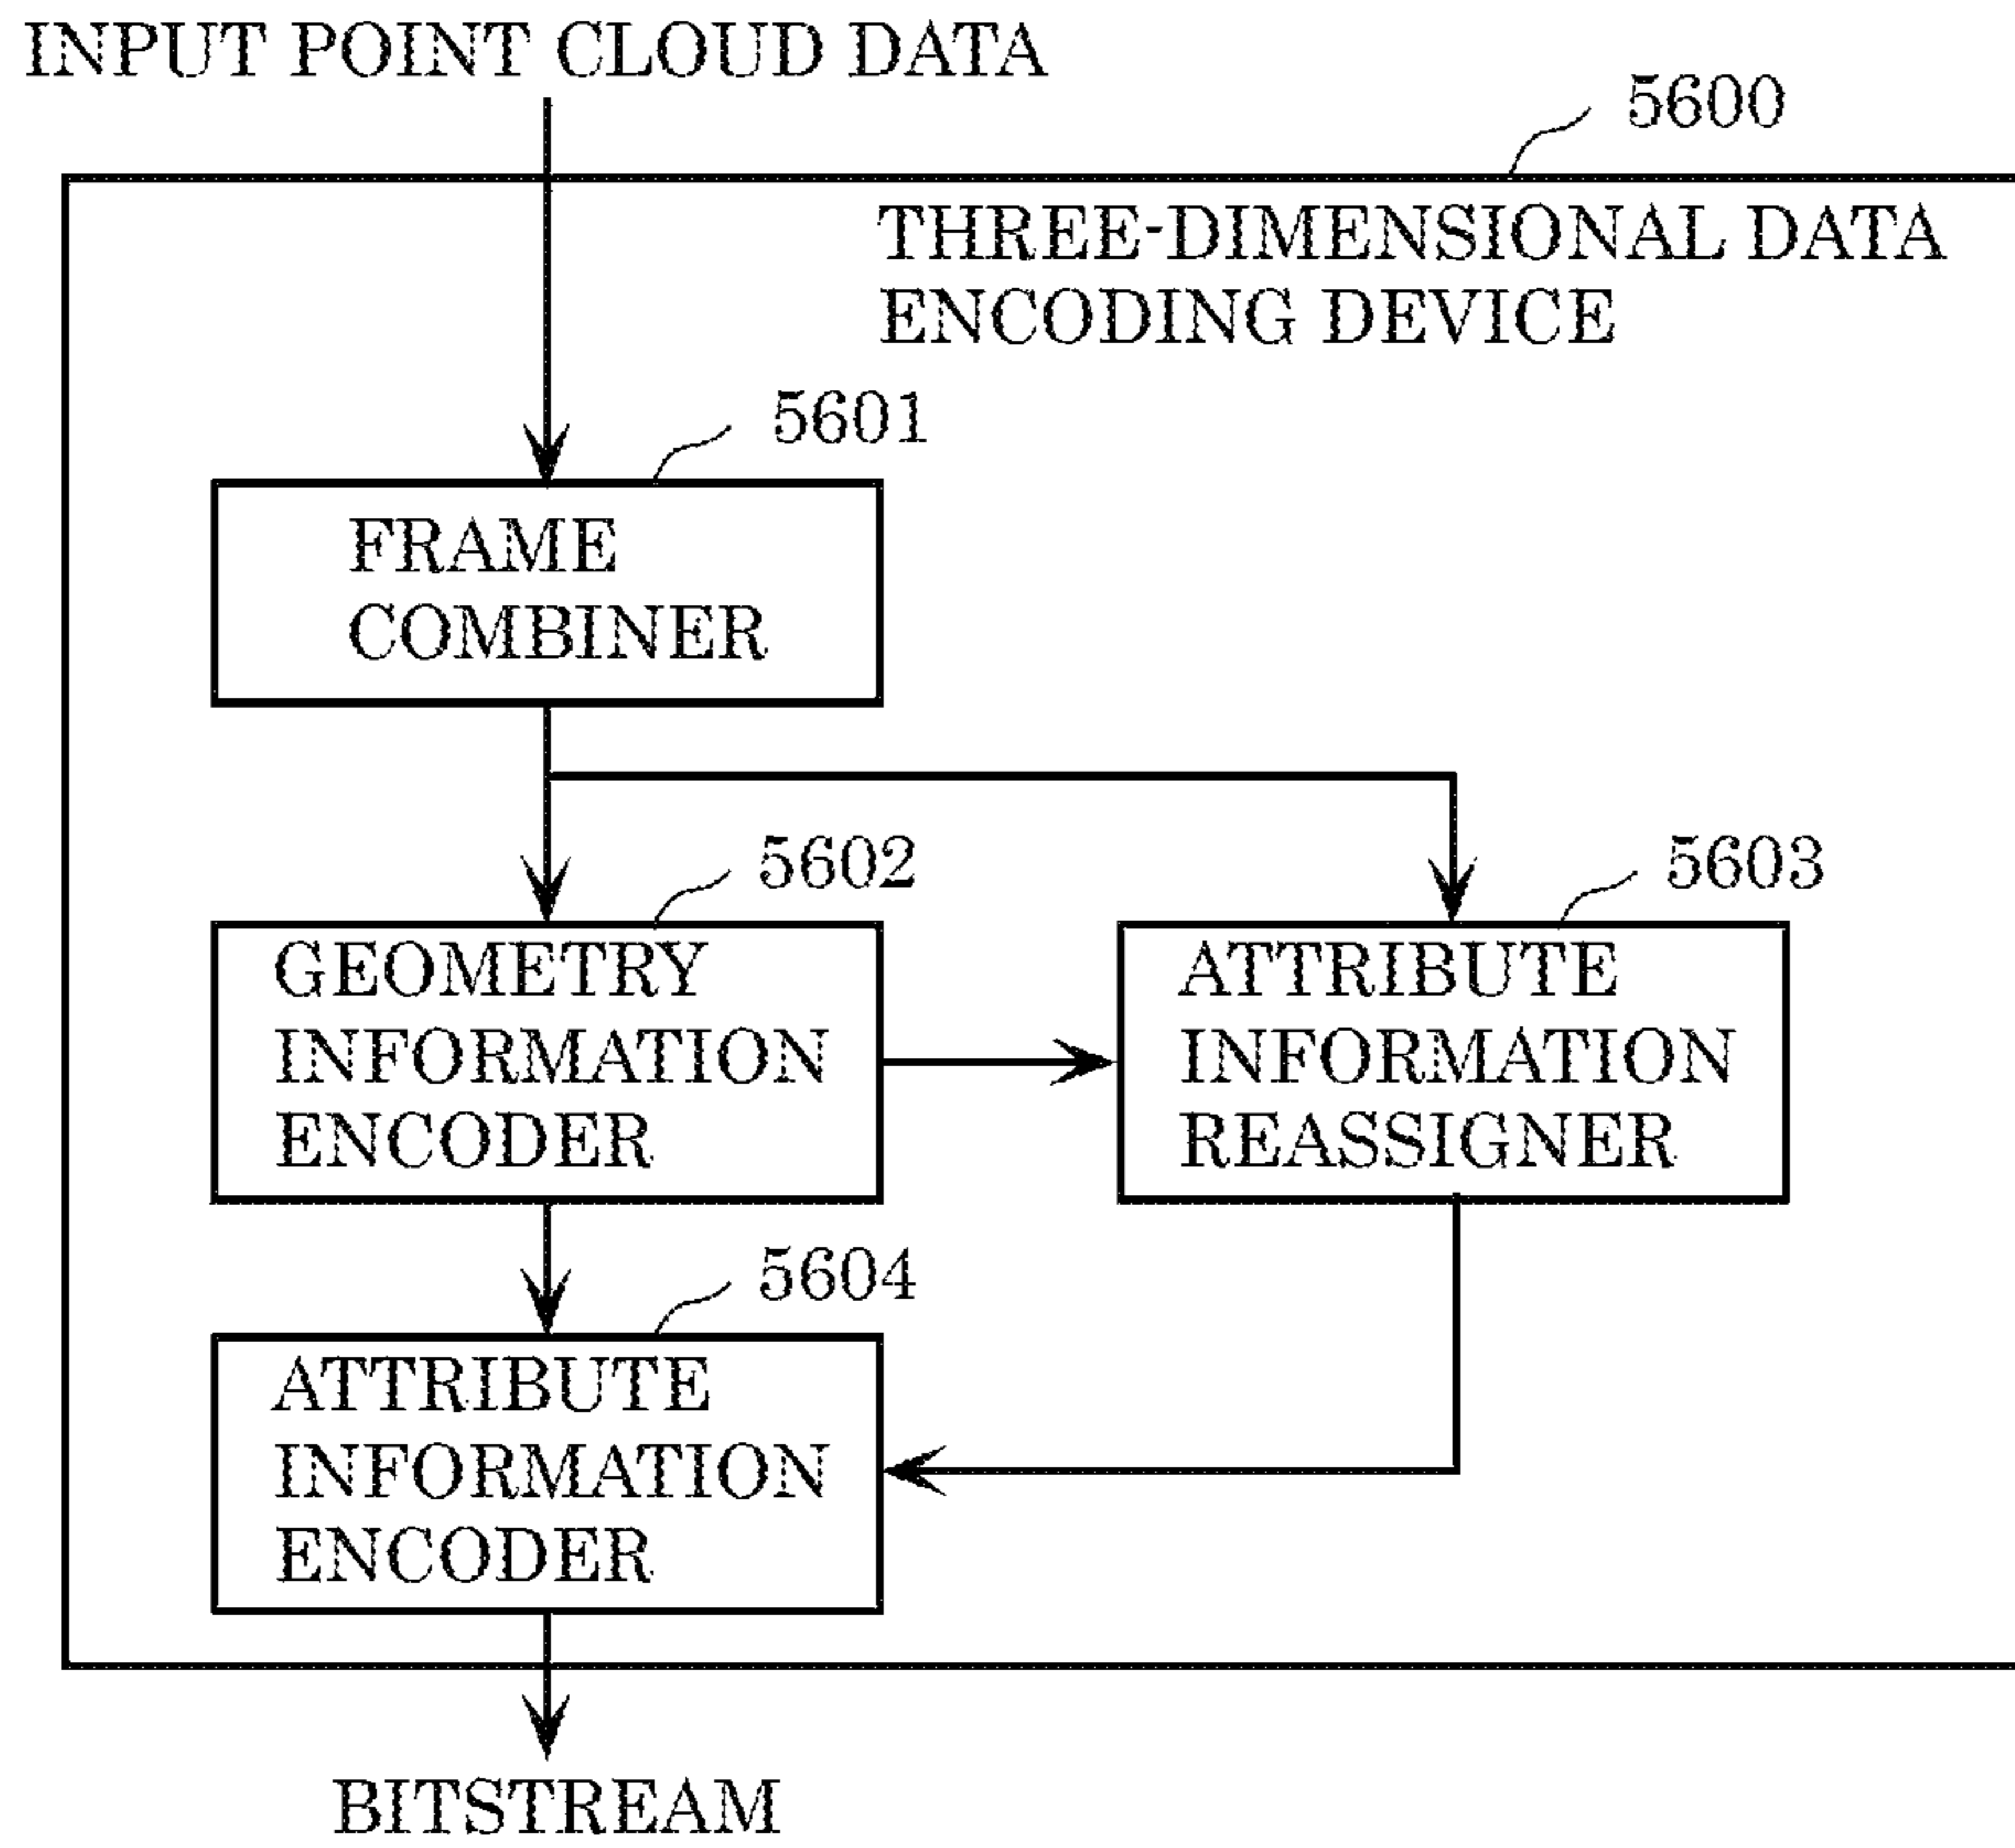 INPUT POINT CLOUD DATA
5600
THREE-DIMENSIONAL DATA
ENCODING DEVICE
5601
FRAME
COMBINER
5602
GEOMETRY
INFORMATION
ENCODER
5603
ATTRIBUTE
INFORMATION
REASSIGNER
5604
ATTRIBUTE
INFORMATION
ENCODER
BITSTREAM